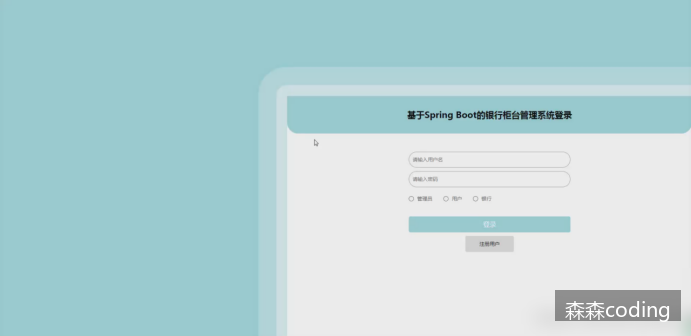 基于Spring Boot的银行柜台管理系统登录
请输入用户名
请输入密码
管理员 用户 银行
登录
注册用户
森森coding